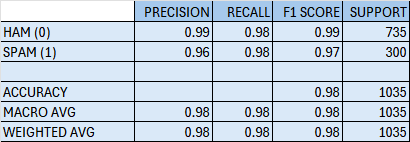 PRECISION RECALL F1 SCORE SUPPORT
HAM (0) 0.99 0.98 0.99 735
SPAM (1) 0.96 0.98 0.97 300
ACCURACY 0.98 1035
MACRO AVG 0.98 0.98 0.98 1035
WEIGHTED AVG 0.98 0.98 0.98 1035